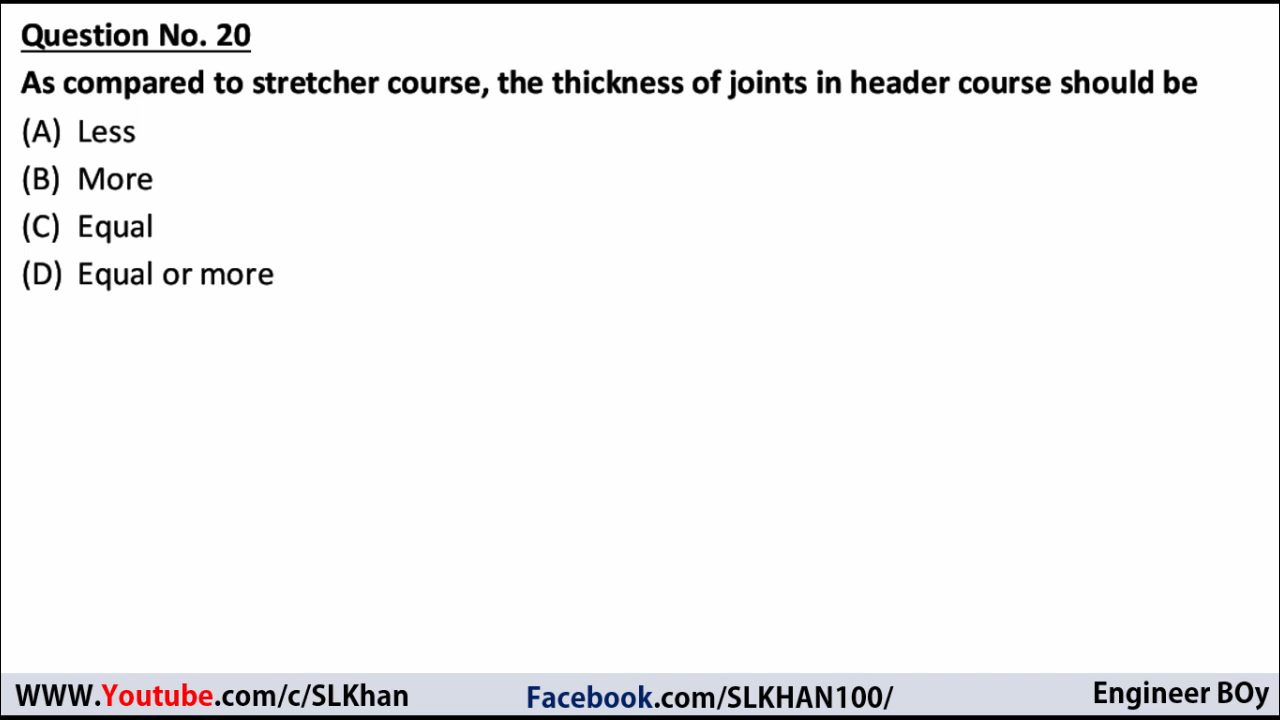 Question No. 20
As compared to stretcher course, the thickness of joints in header course should be
(A) Less
(B) More
(C) Equal
(D) Equal or more
WWW.Youtube.com/c/SLKhan
Facebook.com/SLKHAN100/
Engineer BOy